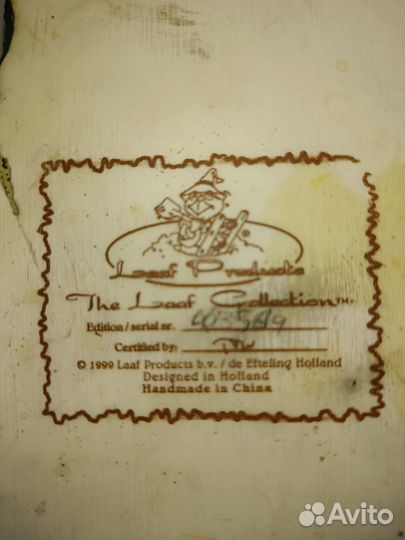 Laaf Products
The Laaf Collection™.
Edition / serial nr.
Certified by:
© 1999 Laaf Products b.v. / de Efteling Holland
Designed in Holland
Handmade in China
Avito